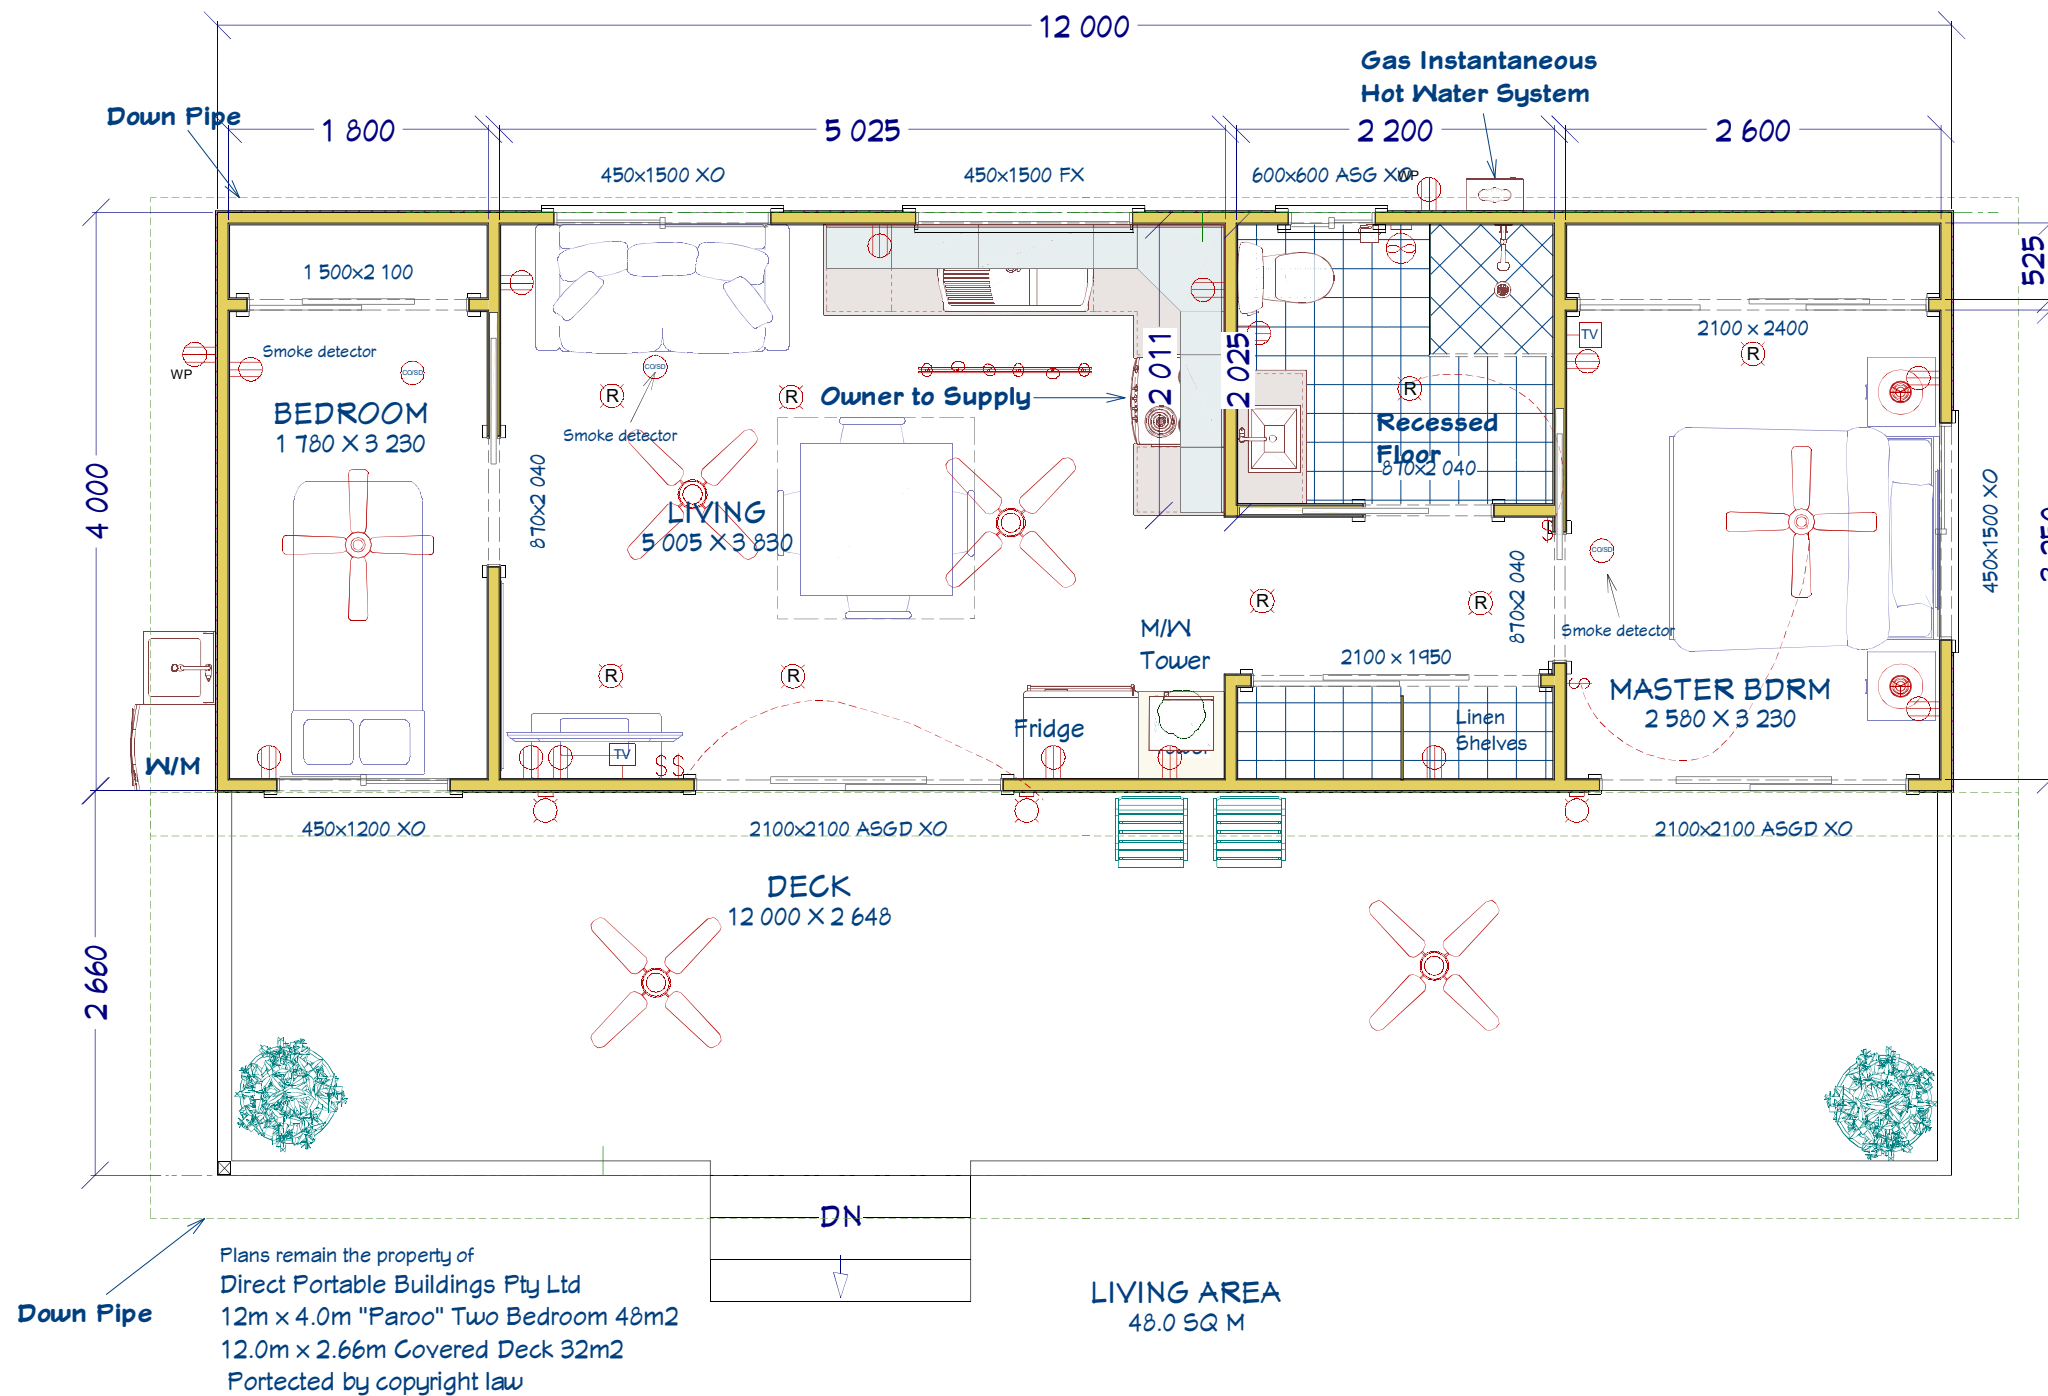 12 000
Gas Instantaneous
Hot Water System
Down Pipe
1 800
5 025
2 200
2 600
450x1500 XO
450x1500 FX
600x600 ASG XO
WP
525
1 500x2 100
2100 x 2400
TV
Smoke detector
CO/SD
WP
CO/SD
2 011
2 025
R
R
R
R
Owner to Supply
BEDROOM
1 780 X 3 230
Smoke detector
Recessed
Floor
870x2 040
4 000
870x2 040
LIVING
5 005 X 3 830
450x1500 XO
S
CO/SD
870x2 040
R
R
Smoke detector
M/W
Tower
2100 x 1950
R
R
S
MASTER BDRM
2 580 X 3 230
Fridge
Linen
Shelves
TV
S S
W/M
450x1200 XO
2100x2100 ASGD XO
2100x2100 ASGD XO
DECK
12 000 X 2 648
2 660
DN
Plans remain the property of
Direct Portable Buildings Pty Ltd
12m x 4.0m "Paroo" Two Bedroom 48m2
12.0m x 2.66m Covered Deck 32m2
Portected by copyright law
Down Pipe
LIVING AREA
48.0 SQ M